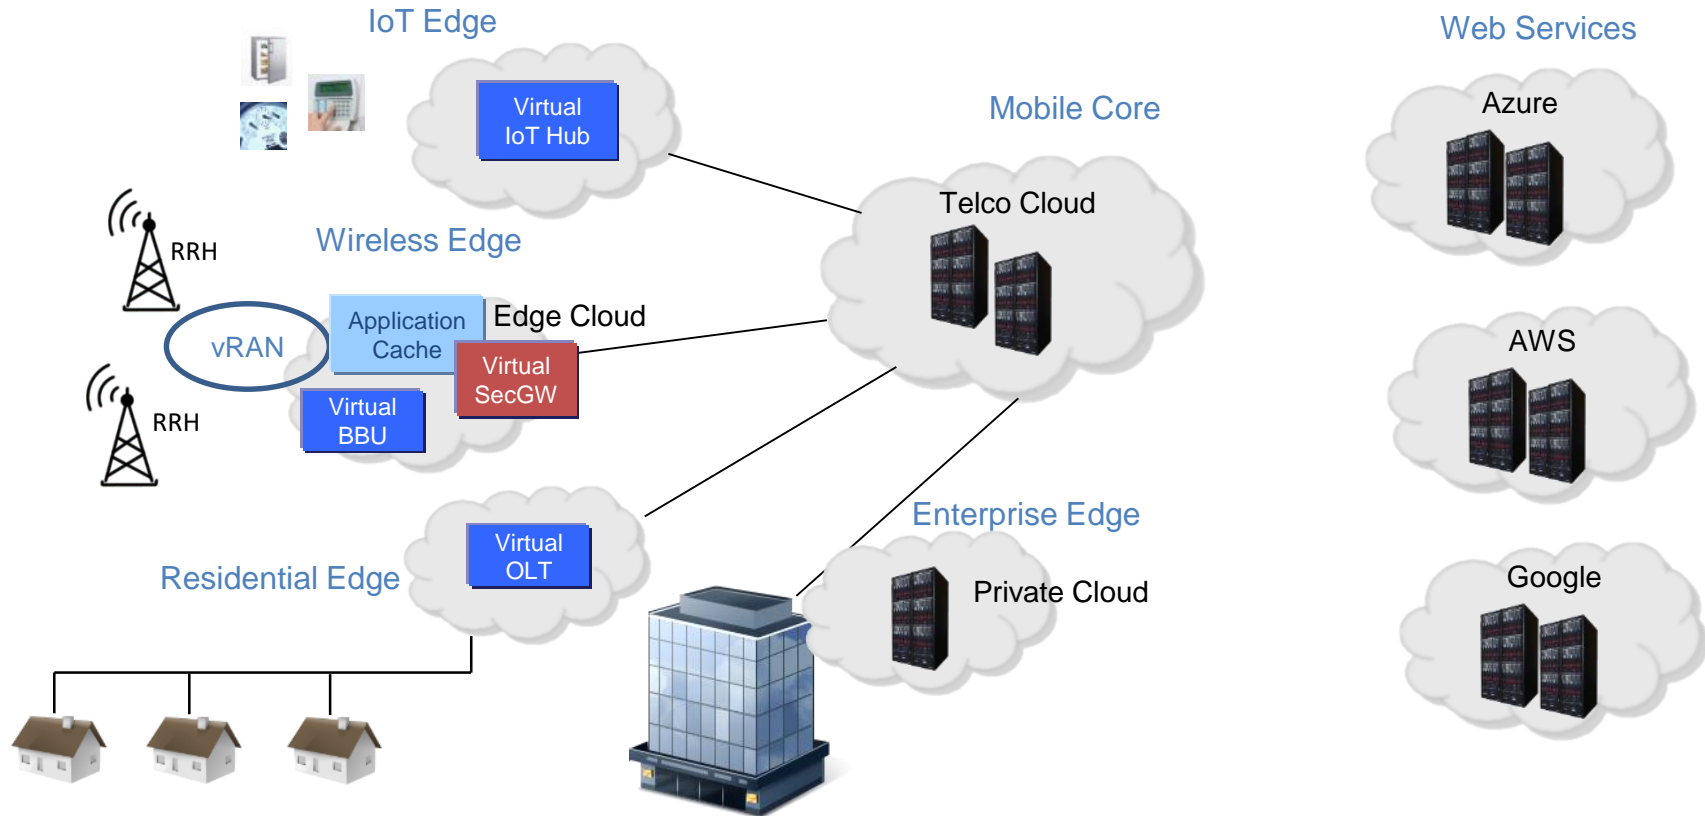 IoT Edge
Web Services
Virtual
IoT Hub
Mobile Core
Azure
Telco Cloud
RRH
Wireless Edge
Application
Cache
Edge Cloud
vRAN
Virtual
SecGW
AWS
RRH
Virtual
BBU
Enterprise Edge
Virtual
OLT
Residential Edge
Private Cloud
Google